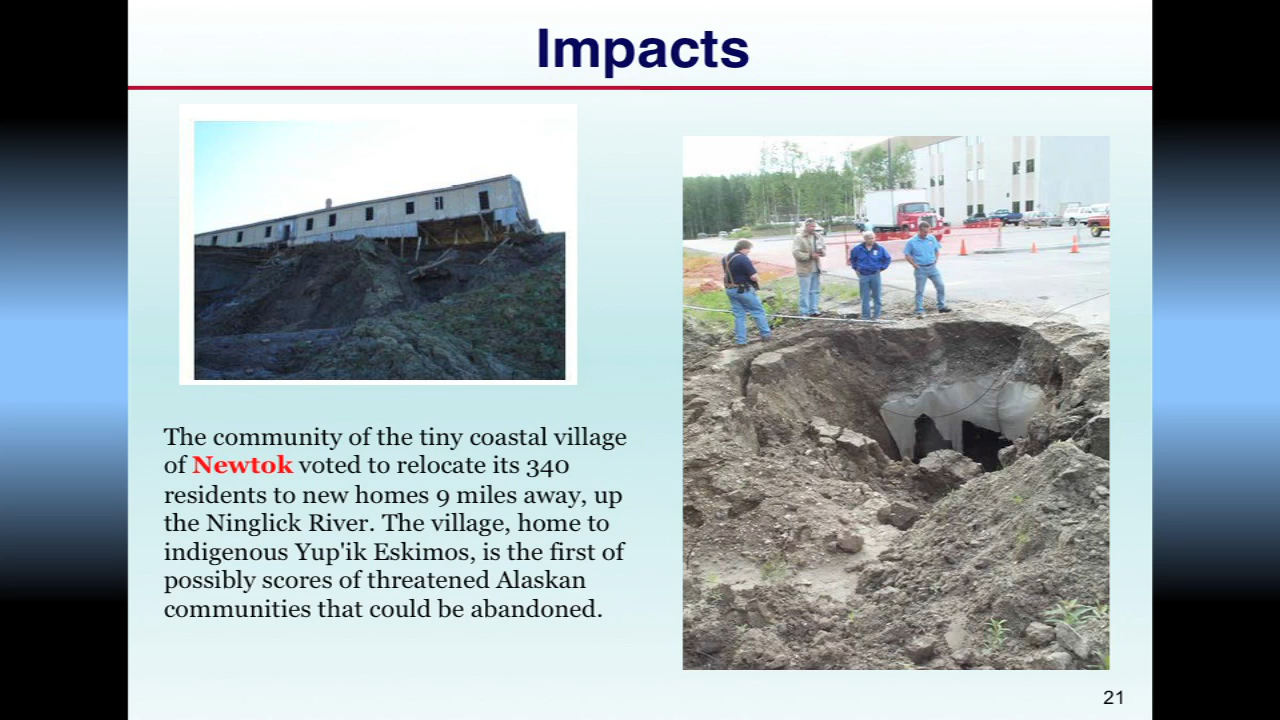 Impacts
The community of the tiny coastal village
of Newtok voted to relocate its 340
residents to new homes 9 miles away, up
the Ninglick River. The village, home to
indigenous Yup'ik Eskimos, is the first of
possibly scores of threatened Alaskan
communities that could be abandoned.
21